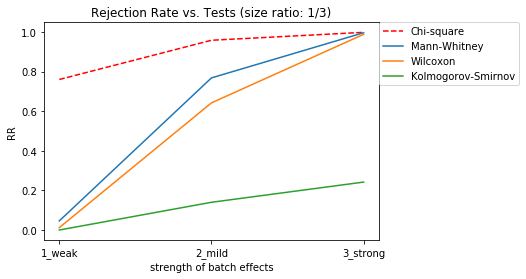 Rejection Rate vs. Tests (size ratio: 1/3)
1.0
0.8
0.6
0.4
0.2
0.0
RR
1_weak
2_mild
3_strong
strength of batch effects
Chi-square
Mann-Whitney
Wilcoxon
Kolmogorov-Smirnov